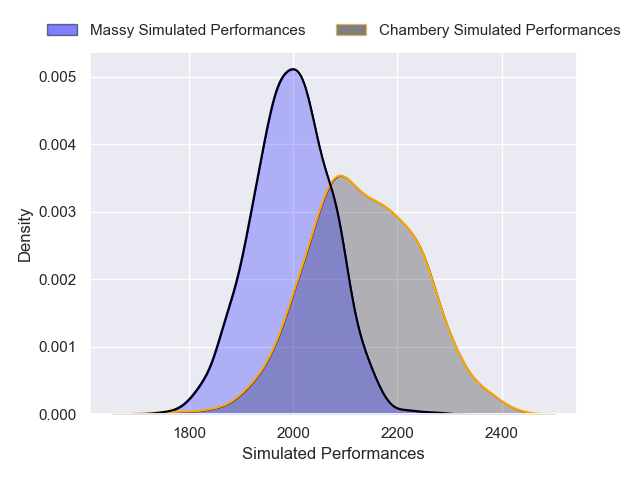 Massy Simulated Performances
Chambery Simulated Performances
0.005
0.004
0.003
0.002
0.001
0.000
Density
1800
2000
2200
2400
Simulated Performances